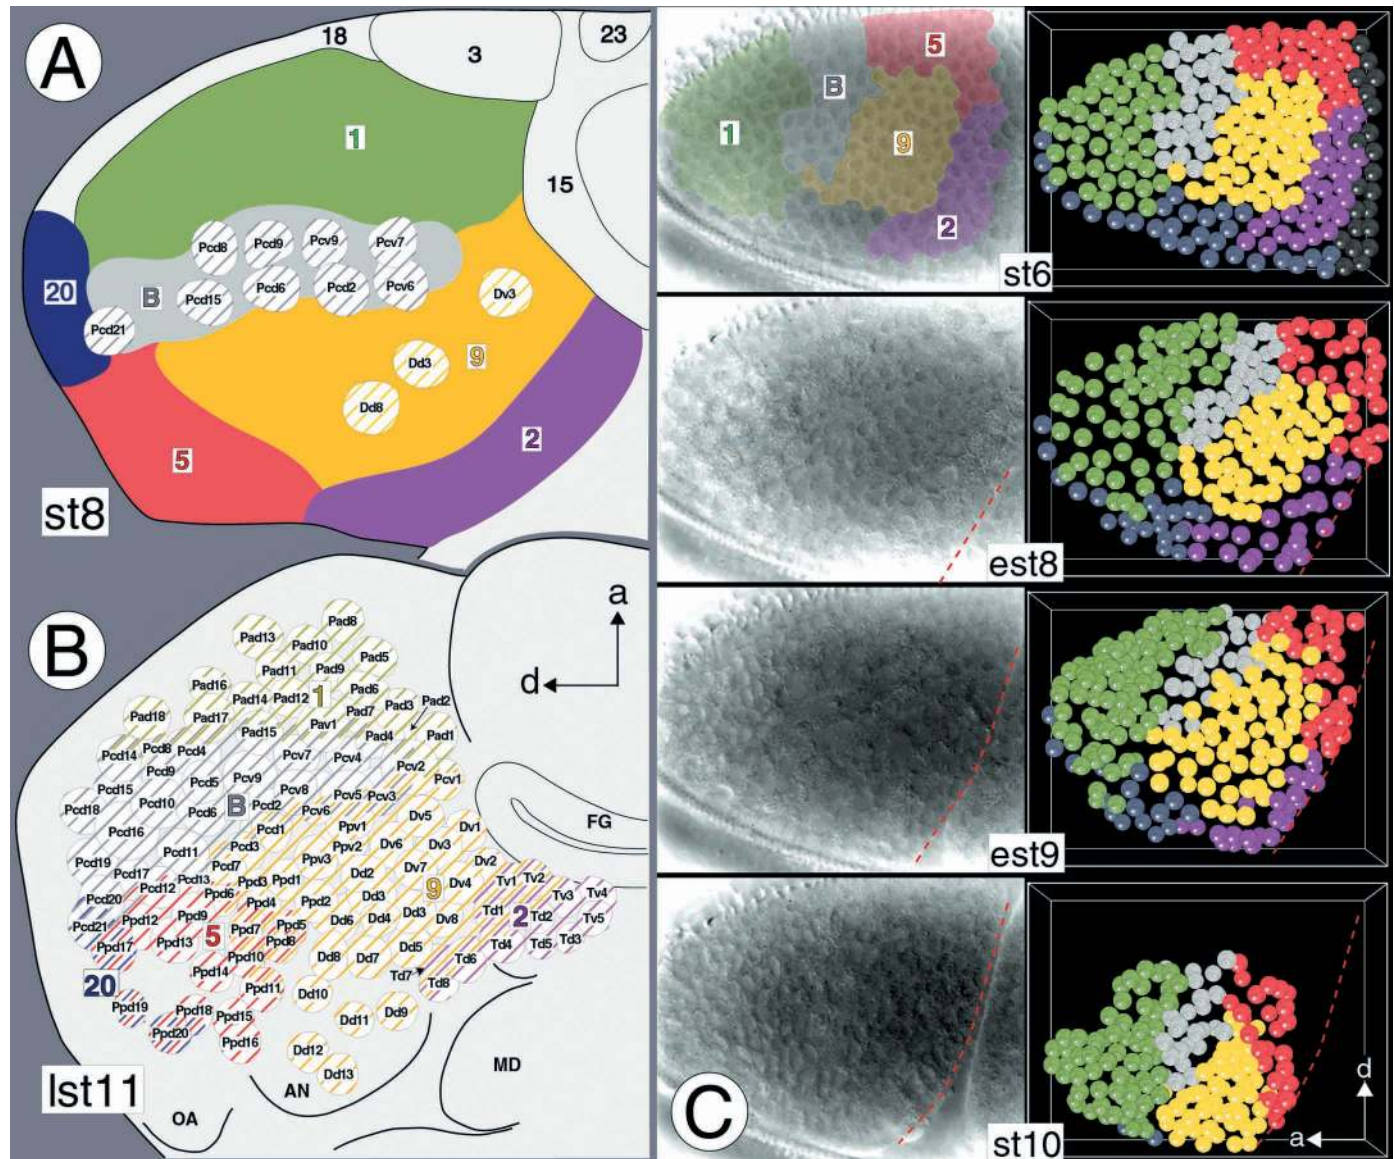 A
18
3
23
1
15
Pcd8 Pcd9 Pcv9 Pcv7
20
B
Pcd15 Pcd6 Pcd2 Pcv6
Dv3
Pcd21
Dd3
9
Dd8
5
2
st8
B
a
d
Pad8
Pad13
Pad10
Pad5
Pad11 Pad9
Pad16
Pad14 Pad12 1 Pad6
Pad7 Pad3 Pad2
Pad18 Pad17
Pad15 Pav1 Pad4 Pad1
Pcd14 Pcd8 Pcd4
Pcv7 Pcv4
Pcd9 Pcv2
Pcd15 Pcd5 Pcv9 Pcv1
Pcd18 Pcd10 Pcv8 Pcv5 Pcv3
Pcd6 B Pcd2 Pcv6 Dv5
FG
Pcd16 Pcd1 Ppv1 Dv1
Pcd11 Pcd3 Ppv2 Dv6 Dv3
Pcd19 Pcd7 Ppv3 Dv7 Dv2
Pcd17 Pcd13 Ppd3 Ppd1 Dd2 9 Dv4 Tv1 Tv2
Pcd12 Ppd6 Dd3 Tv3 Tv4
Pcd20 Ppd4 Ppd2
Pcd21 Ppd12 Ppd9 Dd6 Dd4 Dd3 Dv8 Td1 2 Td2 Tv5
5 Ppd7 Ppd5
Ppd17 Ppd13 Ppd8 Td4 Td5 Td3
Ppd10 Dd8 Dd7 Dd5 Td6
20 Ppd14 Td7 Td8
Ppd11 Dd10
Ppd19 Ppd18 Ppd15 Dd11 Dd9
Ppd20
Ppd16 Dd12
Dd13
MD
AN
OA
lst11
5
B
1
9
2
st6
est8
est9
C
st10
d
a